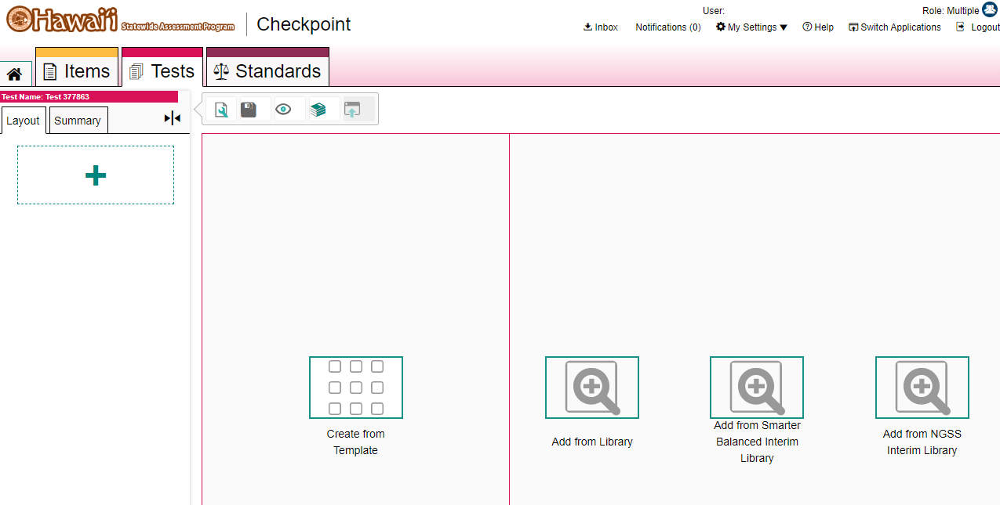 Hawai'i Statewide Assessment Program Checkpoint
User: Role: Multiple
Inbox Notifications (0) My Settings ▼ Help Switch Applications Logout
Items Tests Standards
Test Name: Test 377863
Layout Summary
Create from
Template
Add from Library
Add from Smarter
Balanced Interim
Library
Add from NGSS
Interim Library